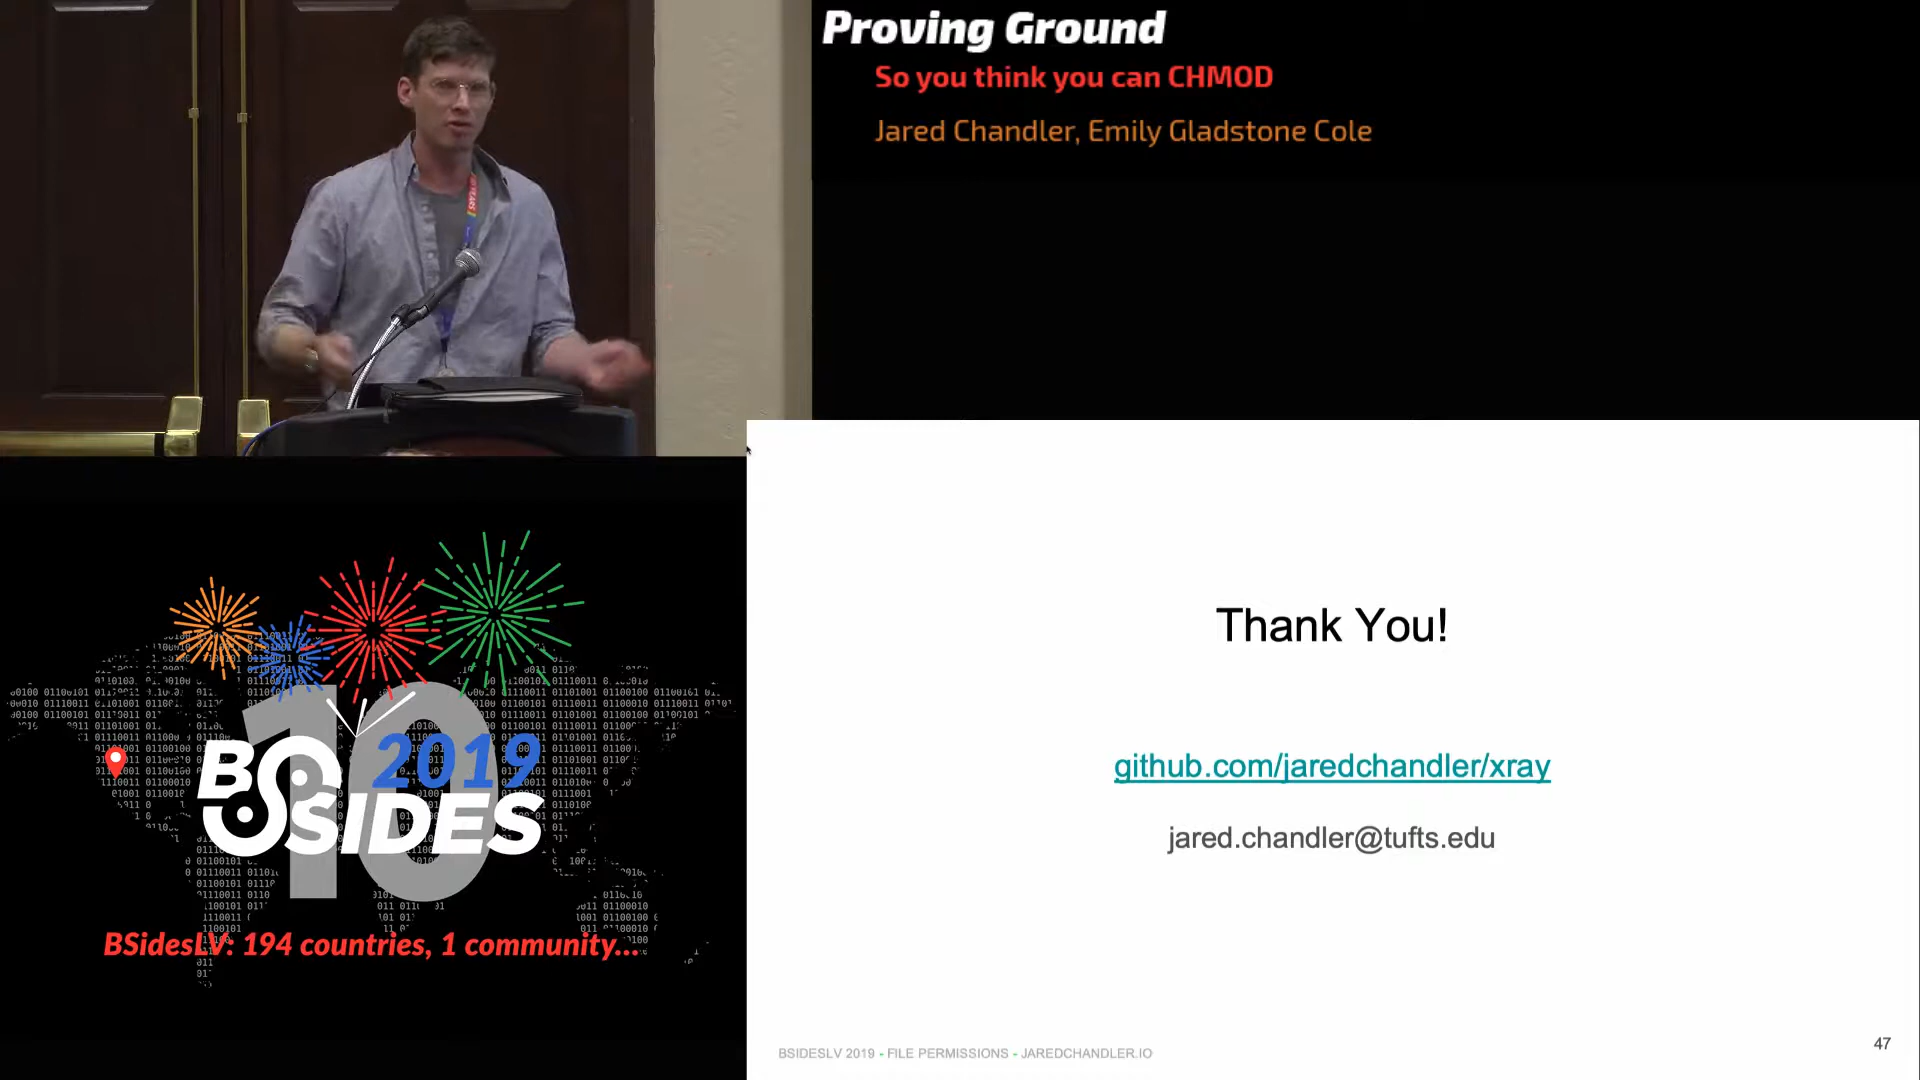 Proving Ground
So you think you can CHMOD
Jared Chandler, Emily Gladstone Cole
10
2019
BSIDES
BSidesLV: 194 countries, 1 community...
Thank You!
github.com/jaredchandler/xray
jared.chandler@tufts.edu
BSIDESLV 2019 - FILE PERMISSIONS - JAREDCHANDLER.IO
47